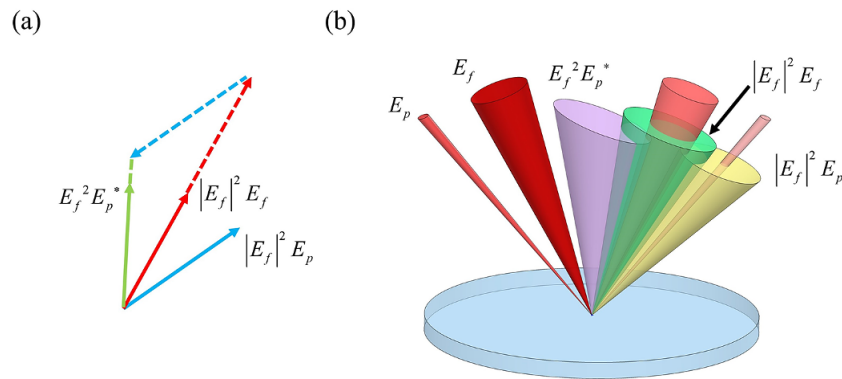 (a)
E_f^2 E_p^*
|E_f|^2 E_f
|E_f|^2 E_p
(b)
E_p
E_f
E_f^2 E_p^*
|E_f|^2 E_f
|E_f|^2 E_p